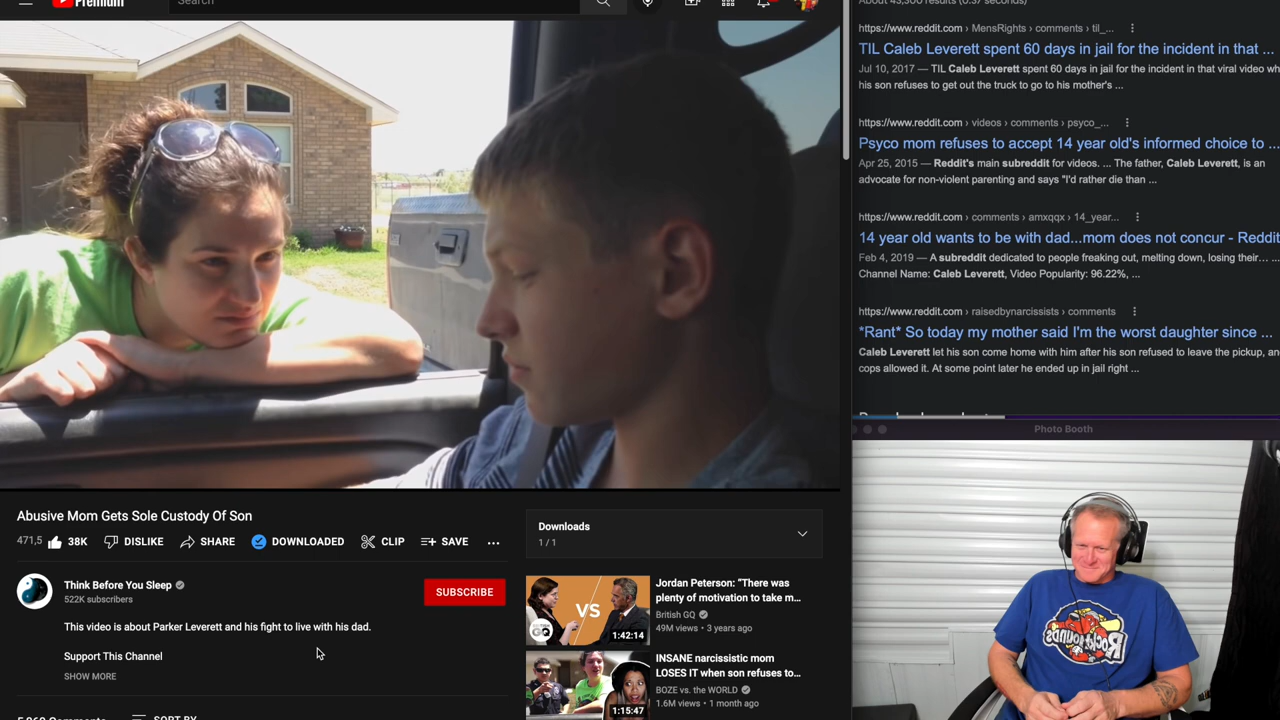 Premium
Search
Abusive Mom Gets Sole Custody Of Son
471,5
38K
DISLIKE
SHARE
DOWNLOADED
CLIP
SAVE
...
Think Before You Sleep
522K subscribers
SUBSCRIBE
This video is about Parker Leverett and his fight to live with his dad.
Support This Channel
SHOW MORE
SORT BY
Downloads
1 / 1
VS
1:42:14
Jordan Peterson: “There was
plenty of motivation to take m...
British GQ
49M views • 3 years ago
1:15:47
INSANE narcissistic mom
LOSES IT when son refuses to...
BOZE vs. the WORLD
1.6M views • 1 month ago
https://www.reddit.com › MensRights › comments › til_...
TIL Caleb Leverett spent 60 days in jail for the incident in that ...
Jul 10, 2017 — TIL Caleb Leverett spent 60 days in jail for the incident in that viral video wh
his son refuses to get out the truck to go to his mother's ...
https://www.reddit.com › videos › comments › psyco_...
Psyco mom refuses to accept 14 year old's informed choice to ...
Apr 25, 2015 — Reddit's main subreddit for videos. ... The father, Caleb Leverett, is an
advocate for non-violent parenting and says "I'd rather die than ...
https://www.reddit.com › comments › amxqqx › 14_year...
14 year old wants to be with dad...mom does not concur - Reddit
Feb 4, 2019 — A subreddit dedicated to people freaking out, melting down, losing their... ...
Channel Name: Caleb Leverett, Video Popularity: 96.22%, ...
https://www.reddit.com › raisedbynarcissists › comments
*Rant* So today my mother said I'm the worst daughter since ...
Caleb Leverett let his son come home with him after his son refused to leave the pickup, an
cops allowed it. At some point later he ended up in jail right ...
Photo Booth